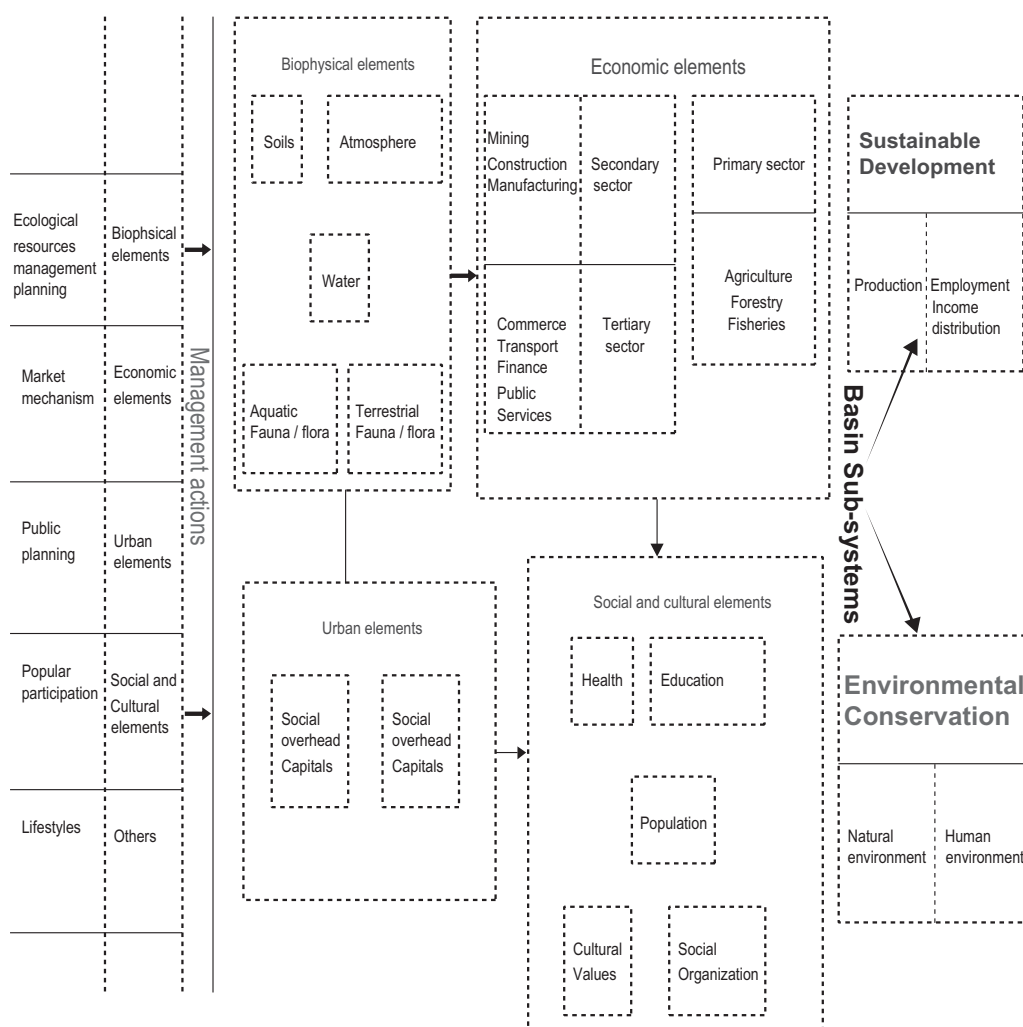 Ecological
resources
management
planning
Biophsical
elements
Market
mechanism
Economic
elements
Public
planning
Urban
elements
Popular
participation
Social and
Cultural
elements
Lifestyles
Others
Management actions
Biophysical elements
Soils
Atmosphere
Water
Aquatic
Fauna / flora
Terrestrial
Fauna / flora
Economic elements
Mining
Construction
Manufacturing
Secondary
sector
Primary sector
Commerce
Transport
Finance
Public
Services
Tertiary
sector
Agriculture
Forestry
Fisheries
Urban elements
Social
overhead
Capitals
Social
overhead
Capitals
Social and cultural elements
Health
Education
Population
Cultural
Values
Social
Organization
Basin Sub-systems
Sustainable
Development
Production
Employment
Income
distribution
Environmental
Conservation
Natural
environment
Human
environment